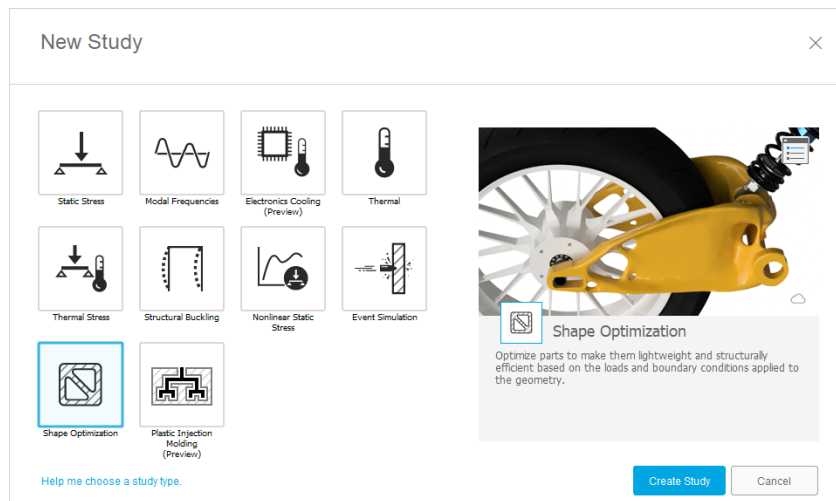 New Study
Static Stress
Modal Frequencies
Electronics Cooling
(Preview)
Thermal
Thermal Stress
Structural Buckling
Nonlinear Static
Stress
Event Simulation
Shape Optimization
Plastic Injection
Molding
(Preview)
Shape Optimization
Optimize parts to make them lightweight and structurally
efficient based on the loads and boundary conditions applied to
the geometry.
Help me choose a study type.
Create Study
Cancel